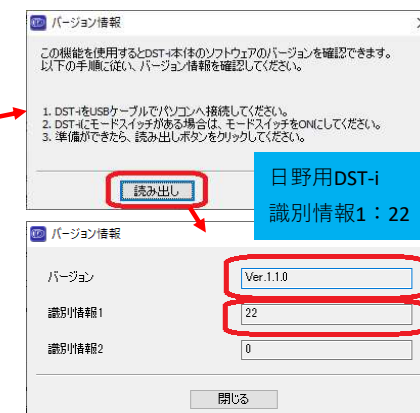 バージョン情報
この機能を使用するとDST-i本体のソフトウェアのバージョンを確認できます。
以下の手順に従い、バージョン情報を確認してください。
1. DST-iをUSBケーブルでパソコンへ接続してください。
2. DST-iにモードスイッチがある場合は、モードスイッチをONにしてください。
3. 準備ができたら、読み出しボタンをクリックしてください。
読み出し
日野用DST-i
識別情報1：22
バージョン情報
バージョン
Ver.1.1.0
識別情報1
22
識別情報2
0
閉じる